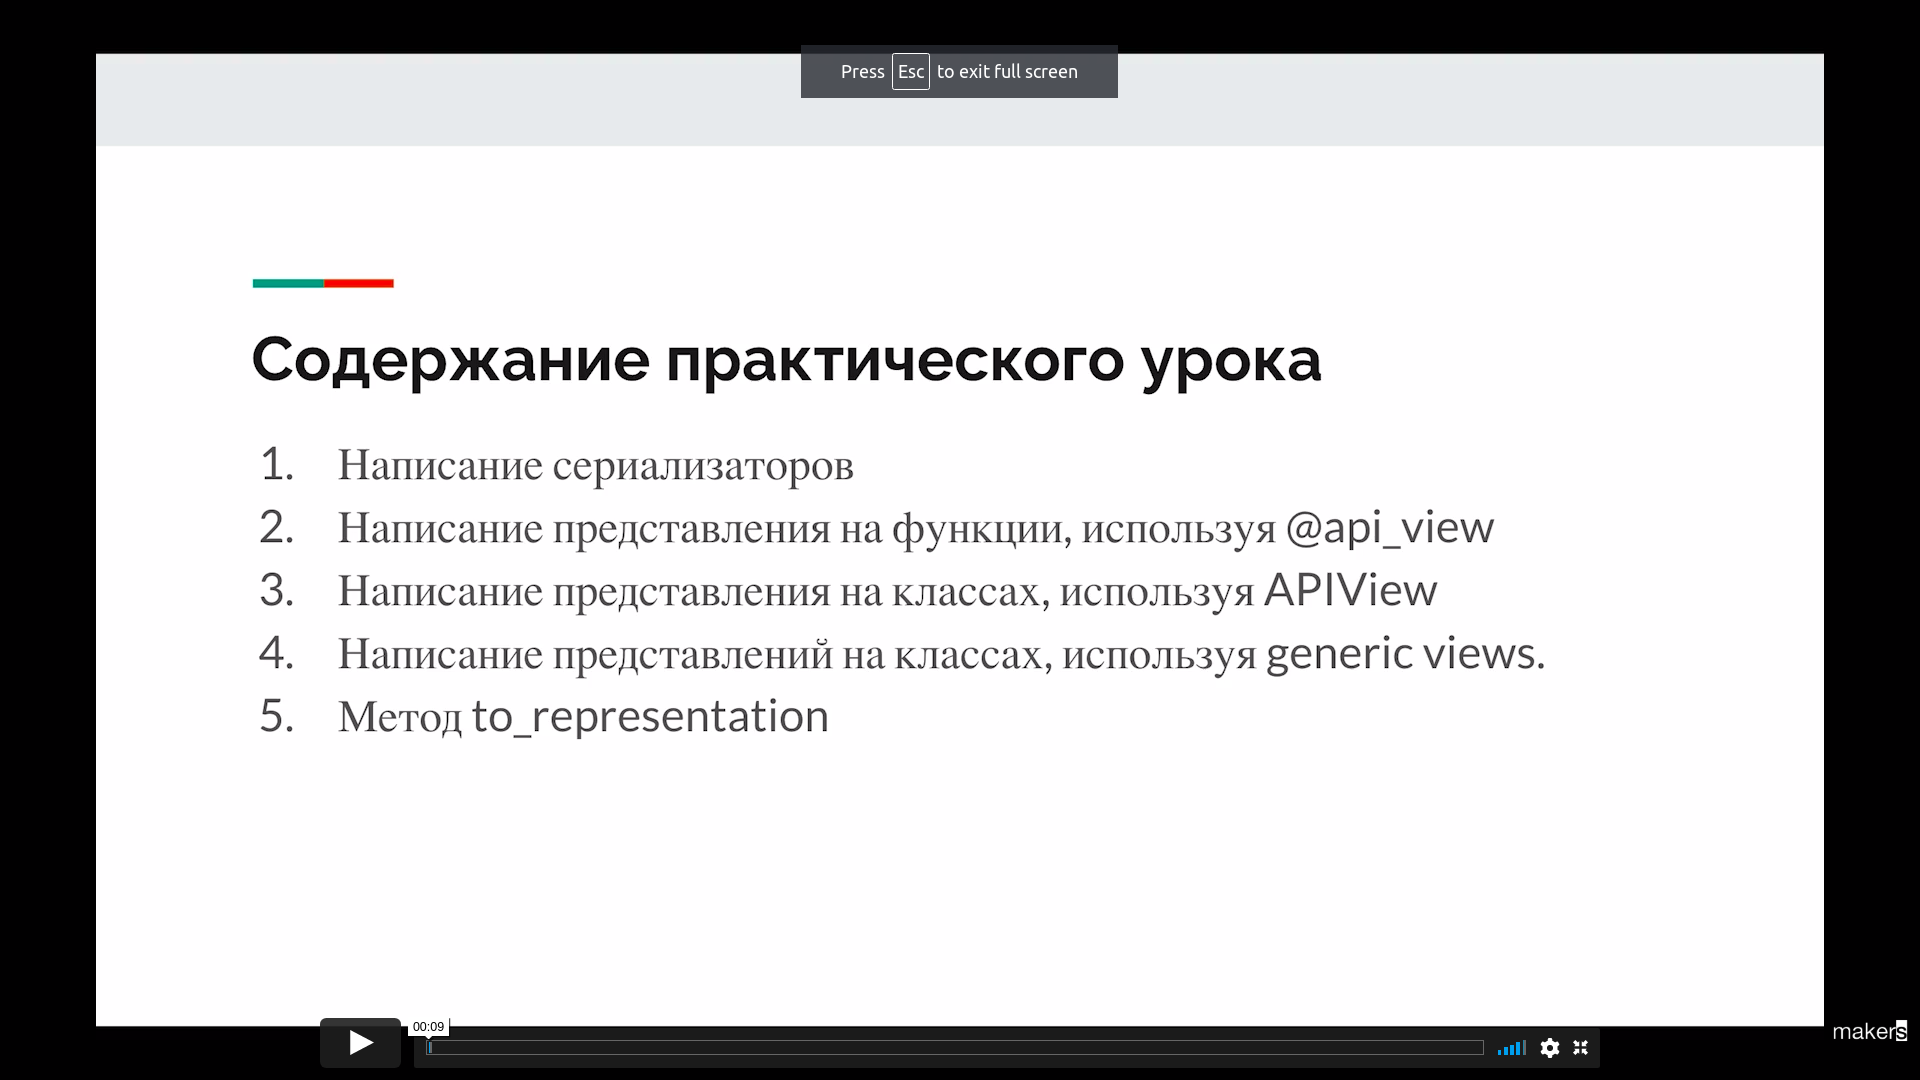 Press Esc to exit full screen
Содержание практического урока
1. Написание сериализаторов
2. Написание представления на функции, используя @api_view
3. Написание представления на классах, используя APIView
4. Написание представлений на классах, используя generic views.
5. Метод to_representation
00:09
makers